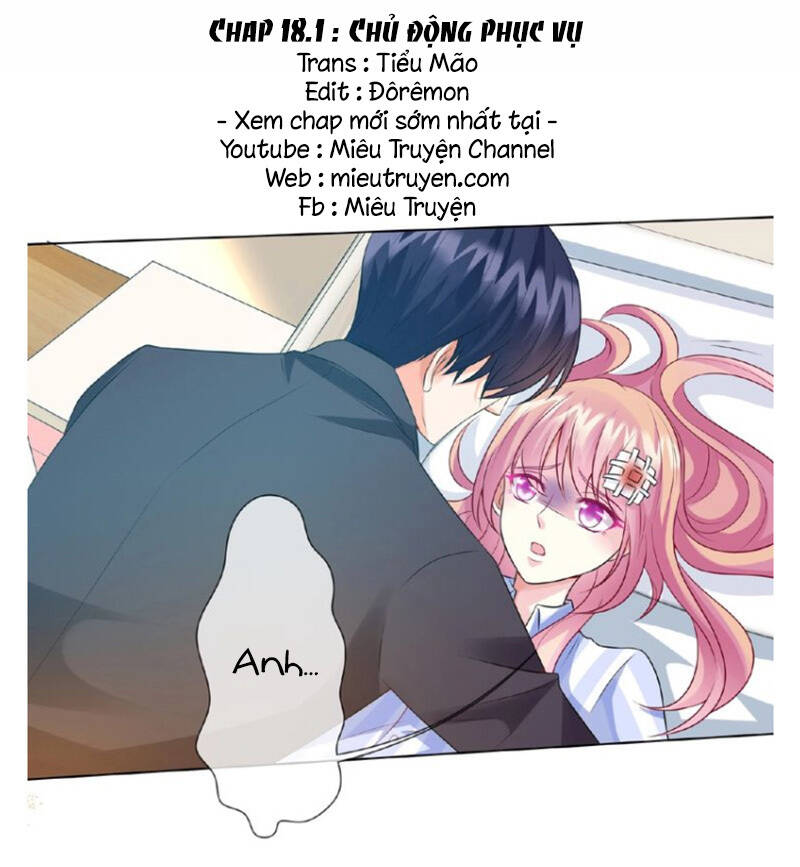 Chap 18.1 : Chủ động phục vụ
Trans : Tiểu Mão
Edit : Đôrêmon
- Xem chap mới sớm nhất tại -
Youtube : Miêu Truyện Channel
Web : mieutruyen.com
Fb : Miêu Truyện
Anh...